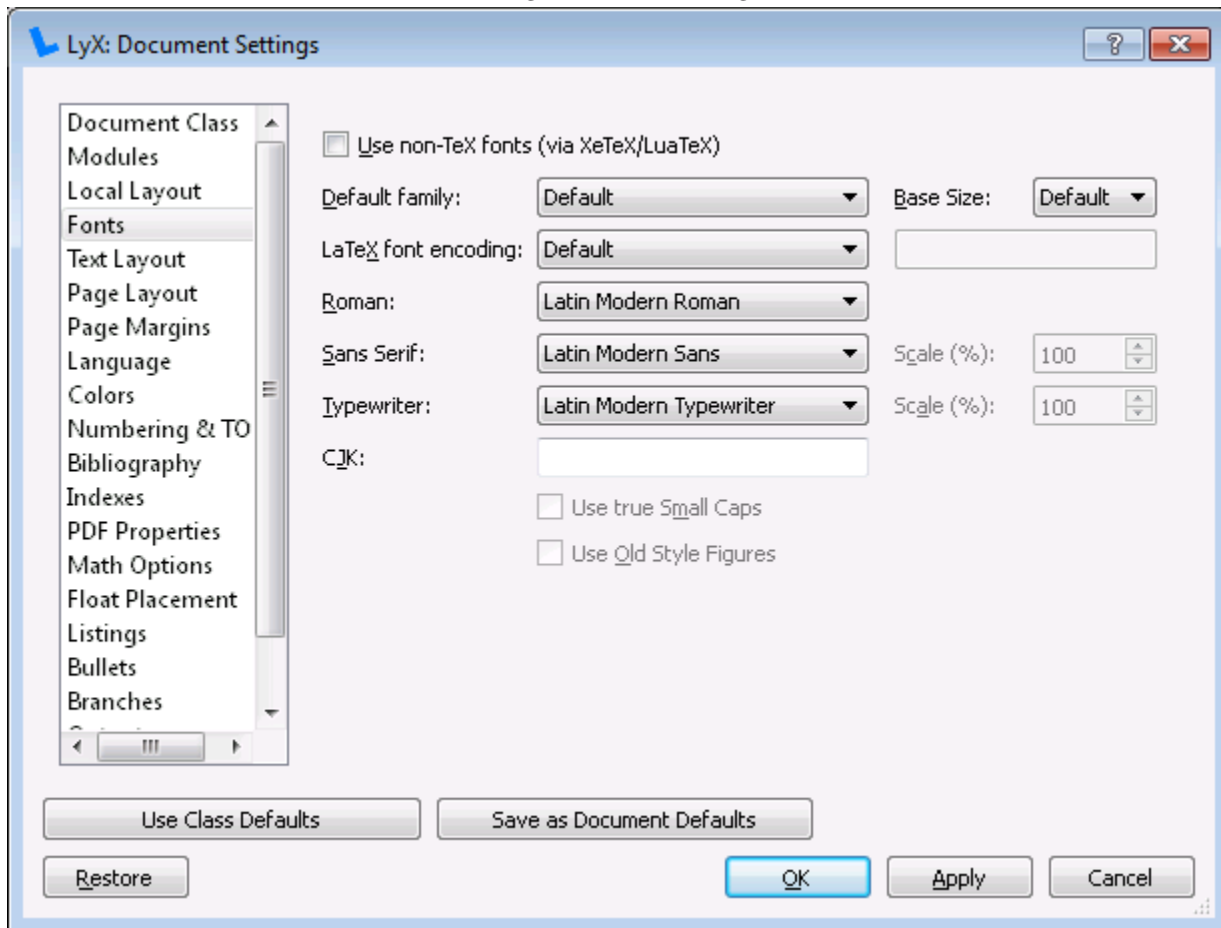 LyX: Document Settings
Document Class
Modules
Local Layout
Fonts
Text Layout
Page Layout
Page Margins
Language
Colors
Numbering & TO
Bibliography
Indexes
PDF Properties
Math Options
Float Placement
Listings
Bullets
Branches
Use non-TeX fonts (via XeTeX/LuaTeX)
Default family: Default Base Size: Default
LaTeX font encoding: Default
Roman: Latin Modern Roman
Sans Serif: Latin Modern Sans Scale (%): 100
Typewriter: Latin Modern Typewriter Scale (%): 100
CJK:
Use true Small Caps
Use Old Style Figures
Use Class Defaults Save as Document Defaults
Restore OK Apply Cancel